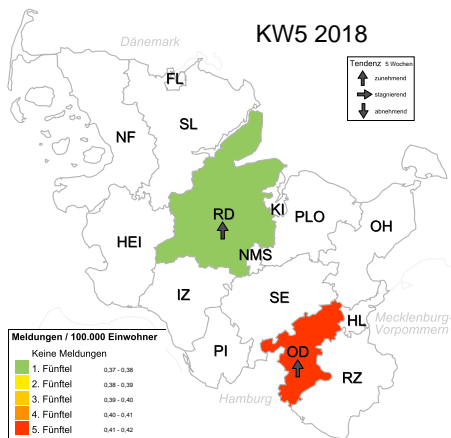 KW5 2018
Dänemark
Tendenz 5 Wochen
zunehmend
stagnierend
abnehmend
FL
SL
NF
RD
KI
PLO
OH
HEI
NMS
IZ
SE
HL
Mecklenburg-
Vorpommern
PI
OD
RZ
Hamburg
Meldungen / 100.000 Einwohner
Keine Meldungen
1. Fünftel 0,37 - 0,38
2. Fünftel 0,38 - 0,39
3. Fünftel 0,39 - 0,40
4. Fünftel 0,40 - 0,41
5. Fünftel 0,41 - 0,42